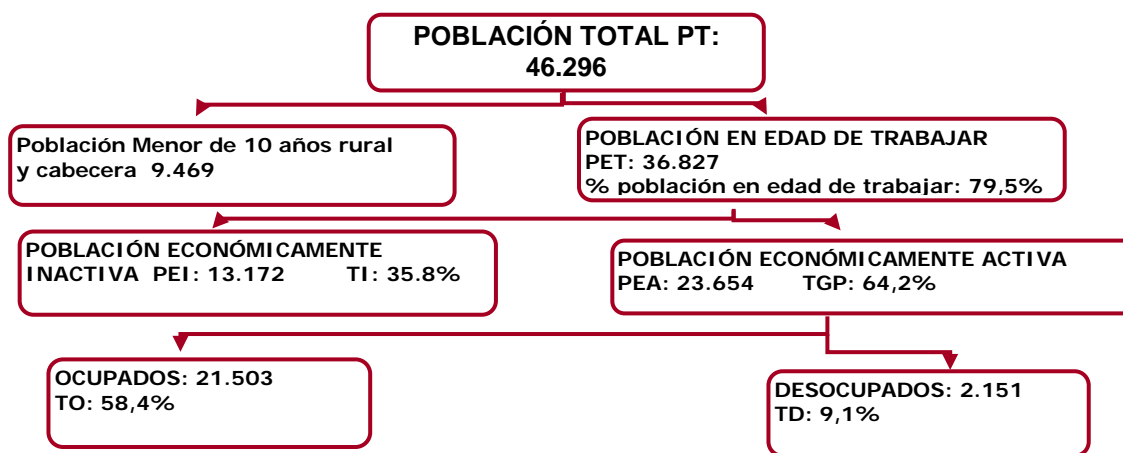 POBLACIÓN TOTAL PT:
46.296
Población Menor de 10 años rural
y cabecera 9.469
POBLACIÓN EN EDAD DE TRABAJAR
PET: 36.827
% población en edad de trabajar: 79,5%
POBLACIÓN ECONÓMICAMENTE
INACTIVA PEI: 13.172 TI: 35.8%
POBLACIÓN ECONÓMICAMENTE ACTIVA
PEA: 23.654 TGP: 64,2%
OCUPADOS: 21.503
TO: 58,4%
DESOCUPADOS: 2.151
TD: 9,1%